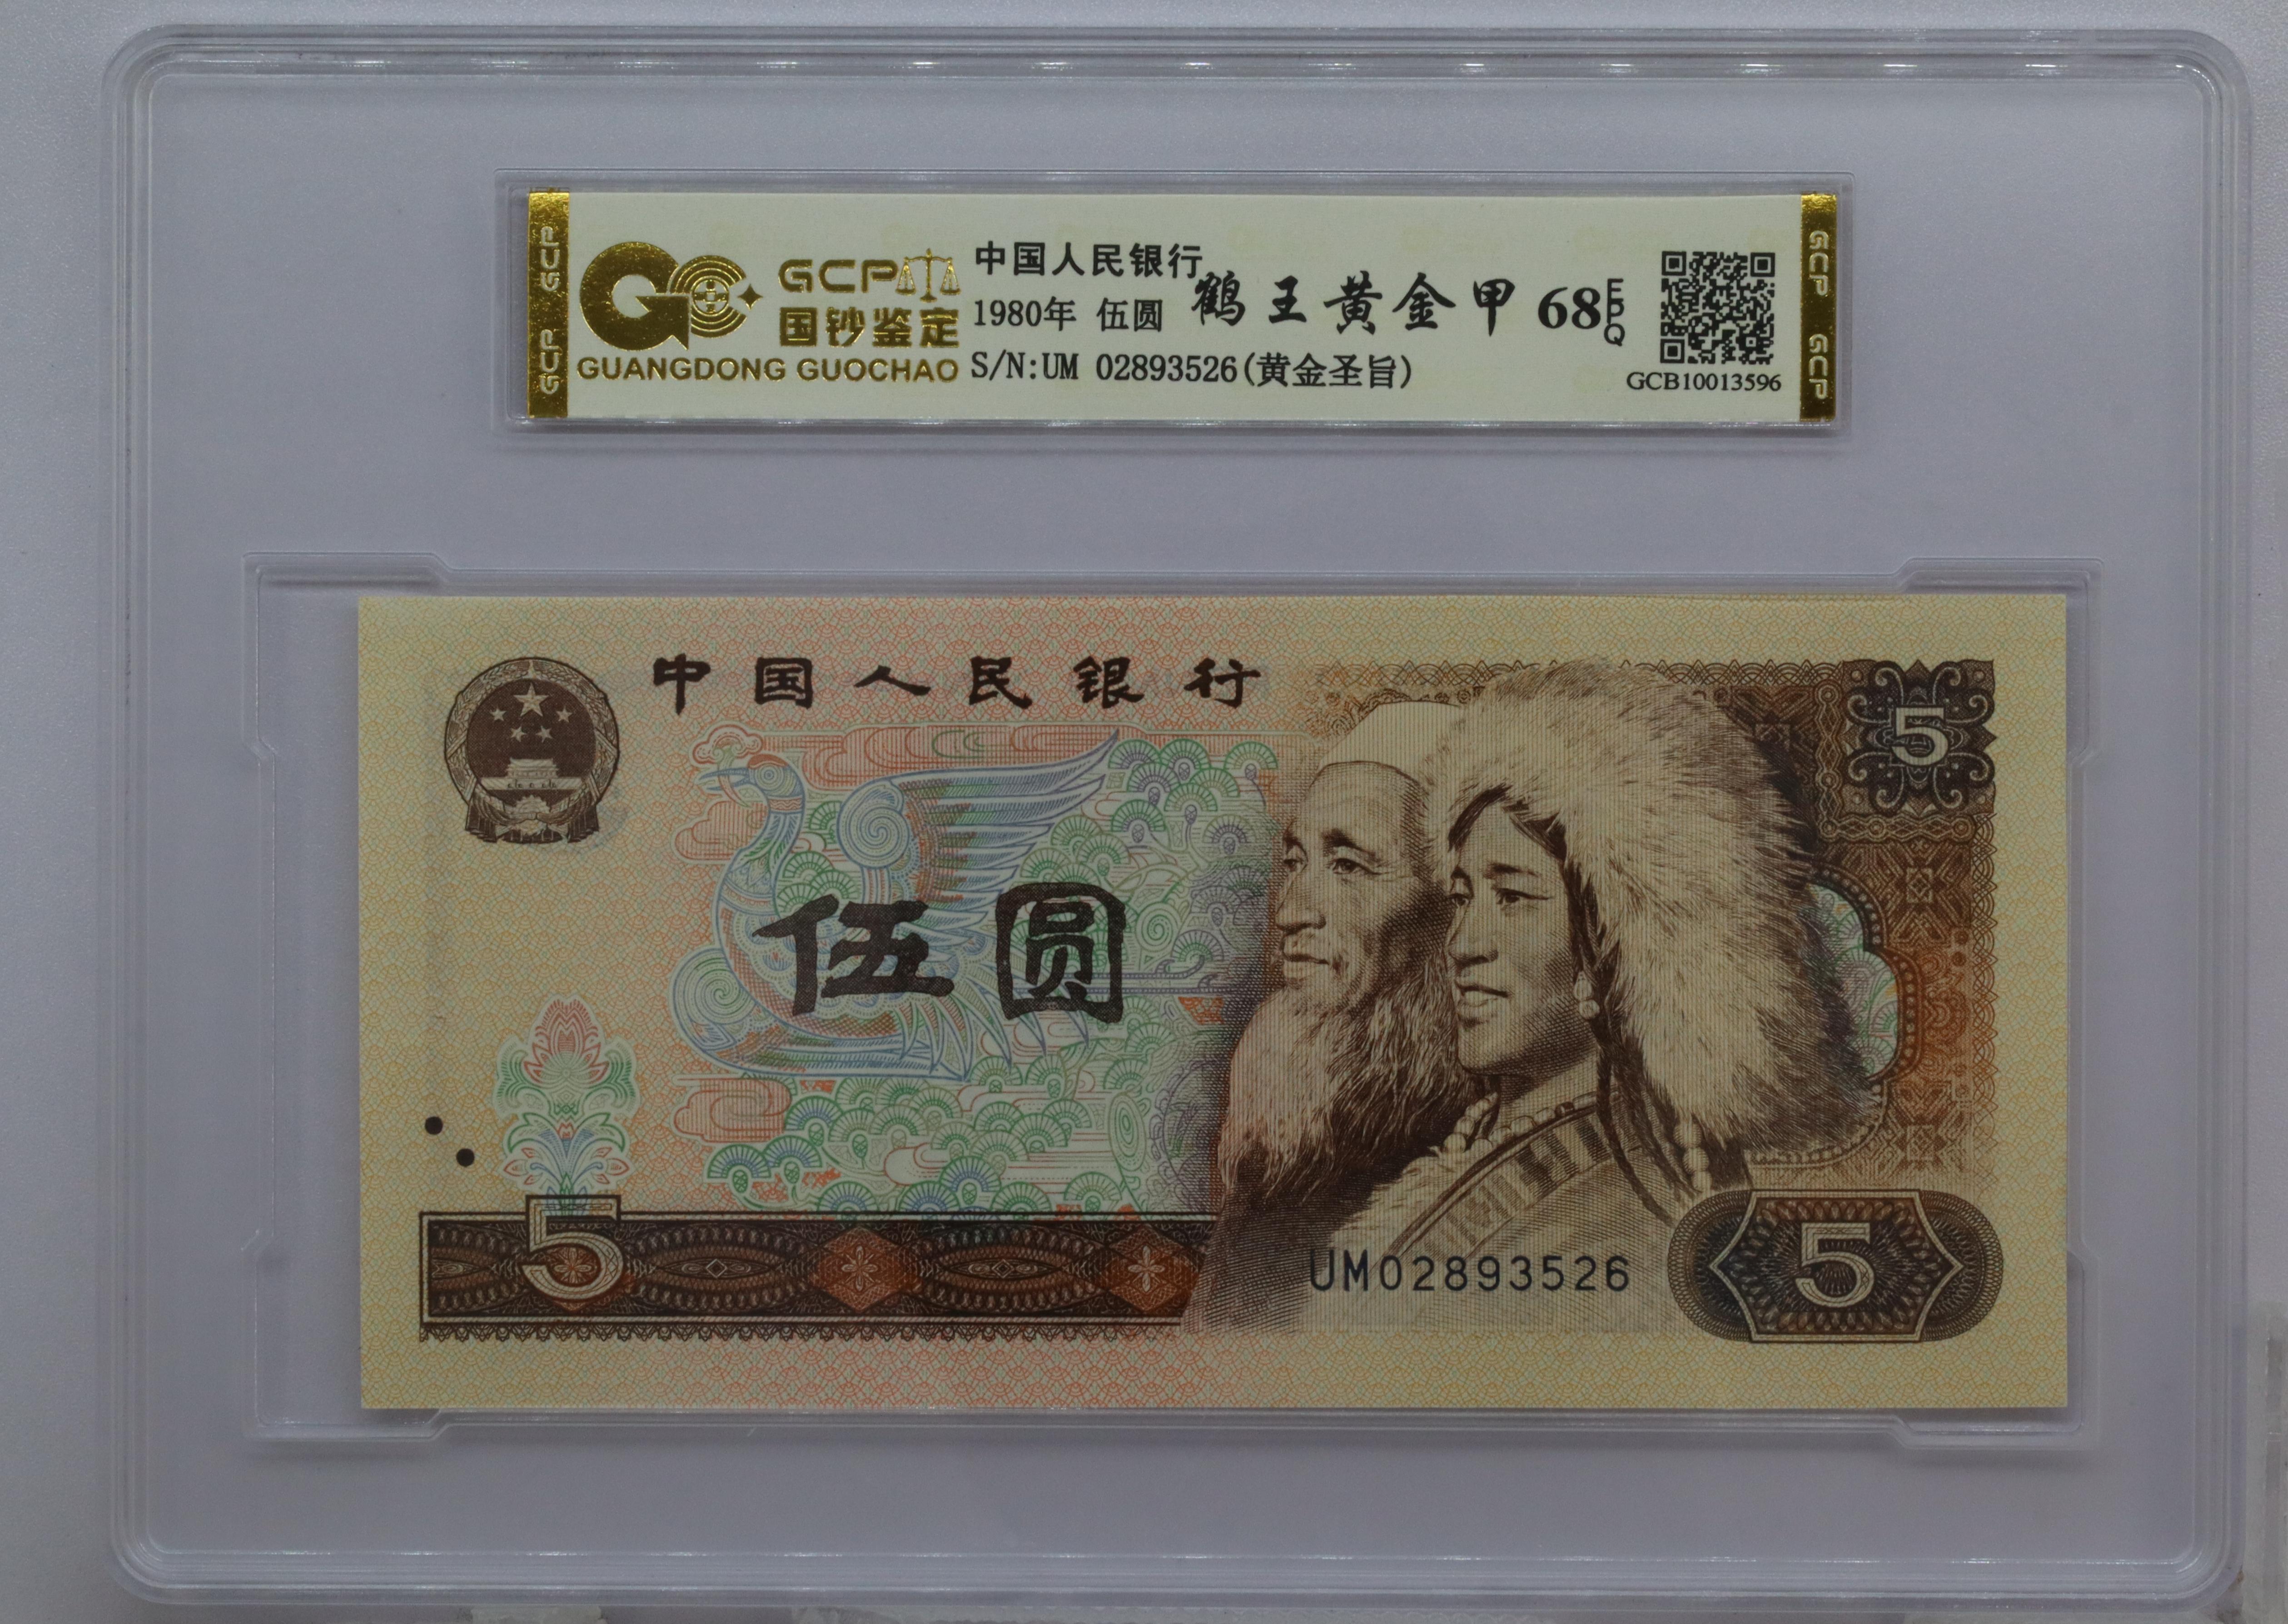 GCP GCP
GCP
国钞鉴定
GUANGDONG GUOCHAO
中国人民银行
1980年 伍圆
S/N:UM 02893526(黄金圣旨)
鹤王黄金甲 68 EPQ
GCB10013596
GCP GCP
中国人民银行
5
伍圆
5
UM02893526
5